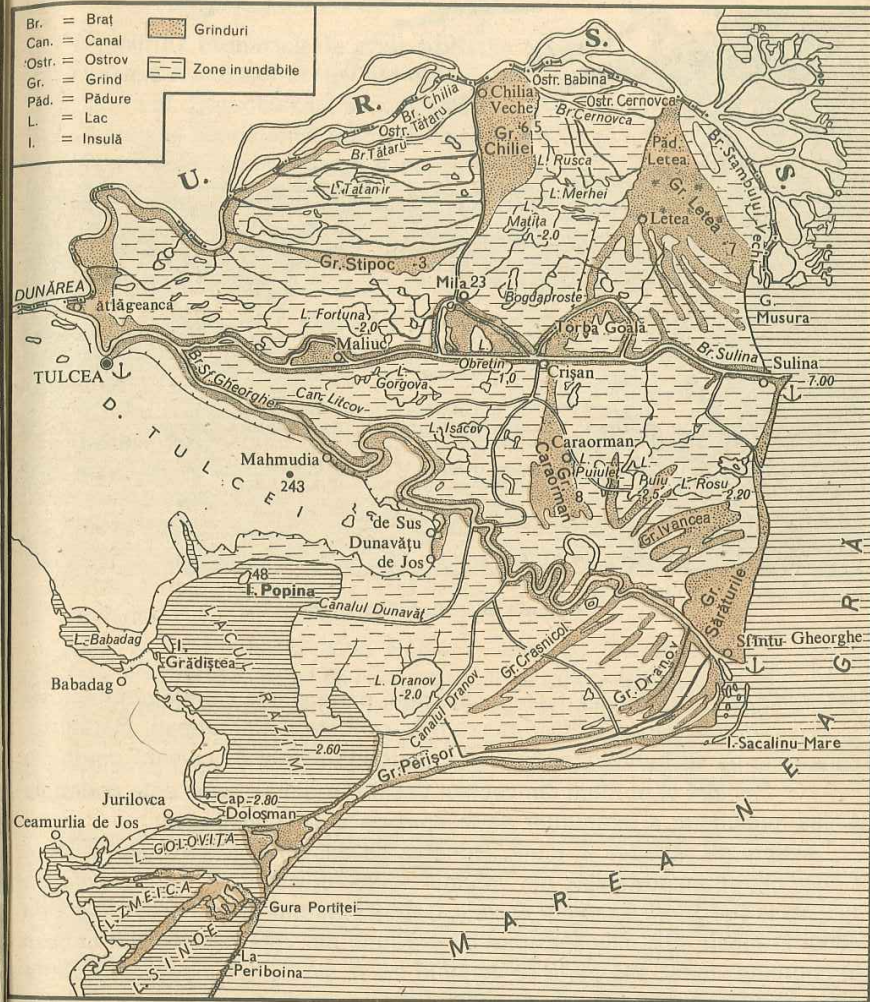 Br. = Braț
Can. = Canal
Ostr. = Ostrov
Gr. = Grind
Păd. = Pădure
L. = Lac
I. = Insulă
Grinduri
Zone inundabile
U. R. S. S.
Br. Chilia
Ostr. Tătaru
Br. Tătaru
Chilia
Veche
Gr. 6,5
Chiliei
Ostr. Babina
Ostr. Cernovca
Br. Cernovca
Păd.
Letea
Gr. Letea
Letea
7
Br. Stambulul Vechi
L. Rusca
L. Merhei
L.
Matița
-2.0
L. Tatanir
Gr. Stipoc 3
DUNĂREA
ătlăgeanca
TULCEA
L. Fortuna
-2,0
Maliuc
Mila 23
L.
Bogdaproste
L.
Obretin
-1,0
Torba Goală
Crișan
G.
Musura
Br. Sulina
Sulina
7.00
Br. Sf. Gheorghe
Can. Litcov
L.
Gorgova
L. Isacov
D. TULCEI
Mahmudia
243
Caraorman
Gr.
Caraorman
8
L.
Puiuleț
L.
Puiu
-2.5
L. Rosu
-2.20
Gr. Ivancea
de Sus
Dunavățu
de Jos
48
I. Popina
Canalul Dunavăț
LACUL RAZIM
L. Babadag
I.
Grădiștea
Babadag
L. Dranov
-2.0
Canalul Dranov
Gr. Crasnicol
Gr. Dranov
Gr.
Sărăturile
Sfîntu Gheorghe
I. Sacalinu Mare
-2.60
Gr. Perișor
Jurilovca
Cap -2.80
Doloșman
Ceamurlia de Jos
L. GOLOVIȚA
L. ZMEICA
L. SINOE
Gura Portiței
La
Periboina
MAREA NEAGRĂ